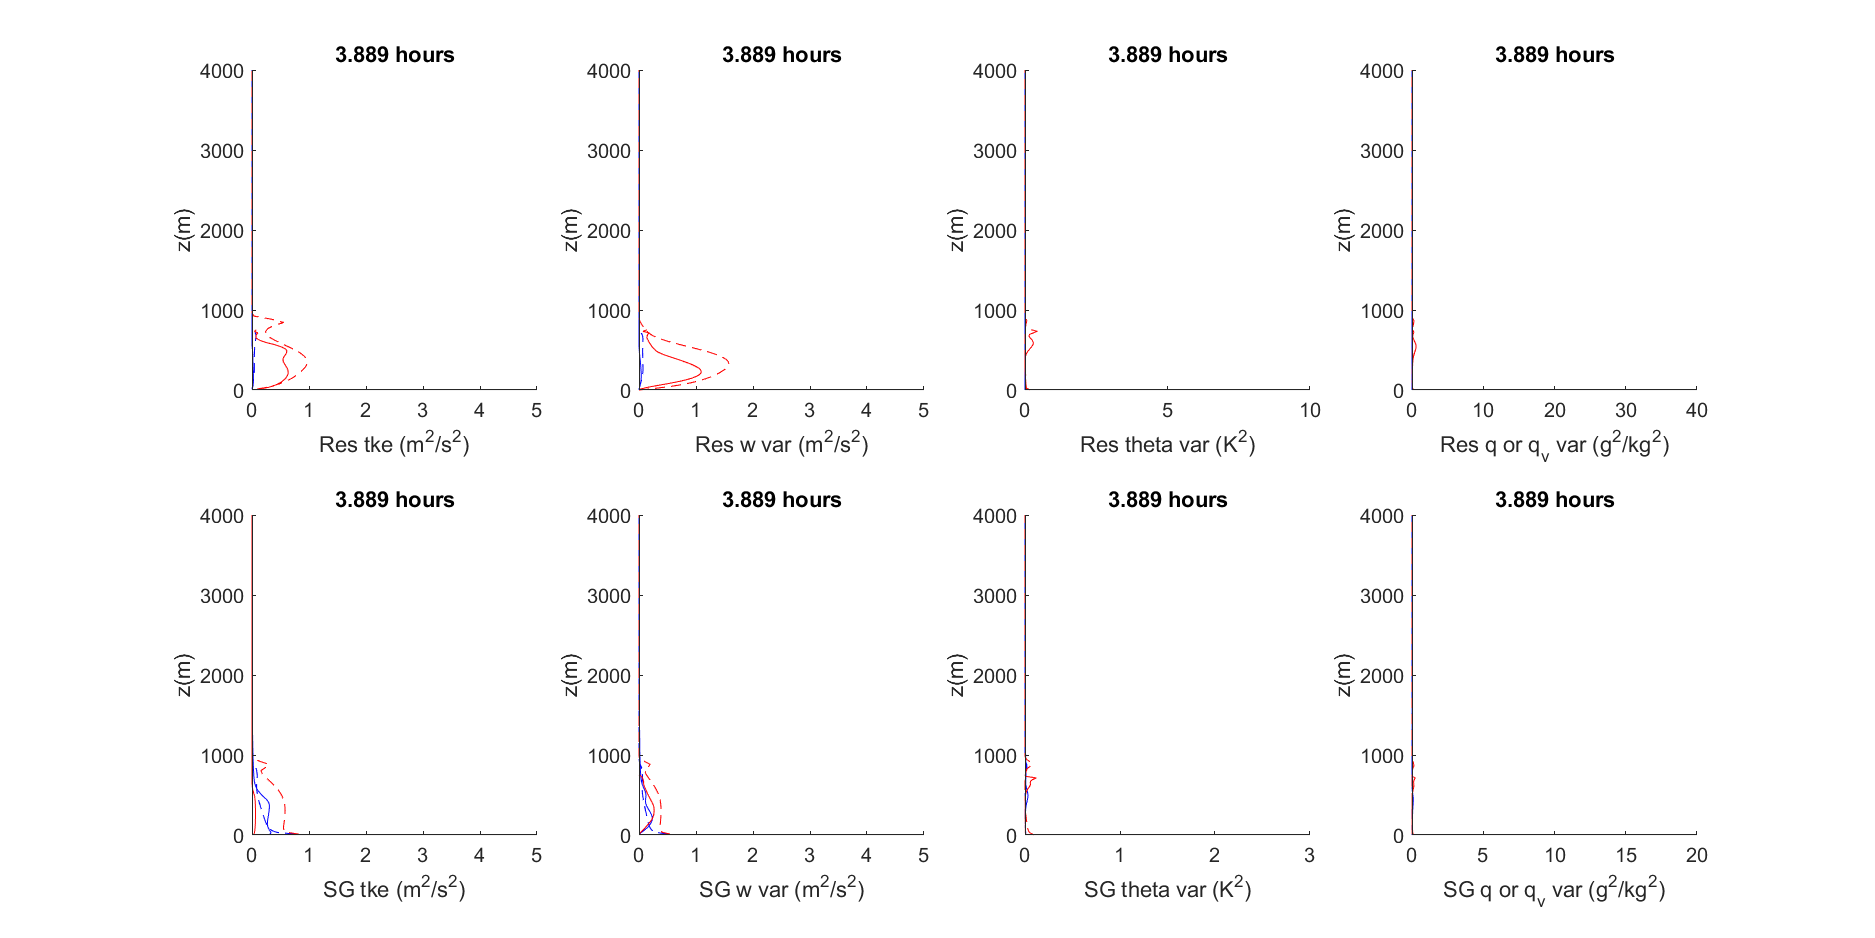 3.889 hours
3.889 hours
3.889 hours
3.889 hours
4000
3000
2000
1000
0
z(m)
0 1 2 3 4 5
Res tke (m²/s²)
4000
3000
2000
1000
0
z(m)
0 1 2 3 4 5
Res w var (m²/s²)
4000
3000
2000
1000
0
z(m)
0 5 10
Res theta var (K²)
4000
3000
2000
1000
0
z(m)
0 10 20 30 40
Res q or qᵥ var (g²/kg²)
3.889 hours
3.889 hours
3.889 hours
3.889 hours
4000
3000
2000
1000
0
z(m)
0 1 2 3 4 5
SG tke (m²/s²)
4000
3000
2000
1000
0
z(m)
0 1 2 3 4 5
SG w var (m²/s²)
4000
3000
2000
1000
0
z(m)
0 1 2 3
SG theta var (K²)
4000
3000
2000
1000
0
z(m)
0 5 10 15 20
SG q or qᵥ var (g²/kg²)